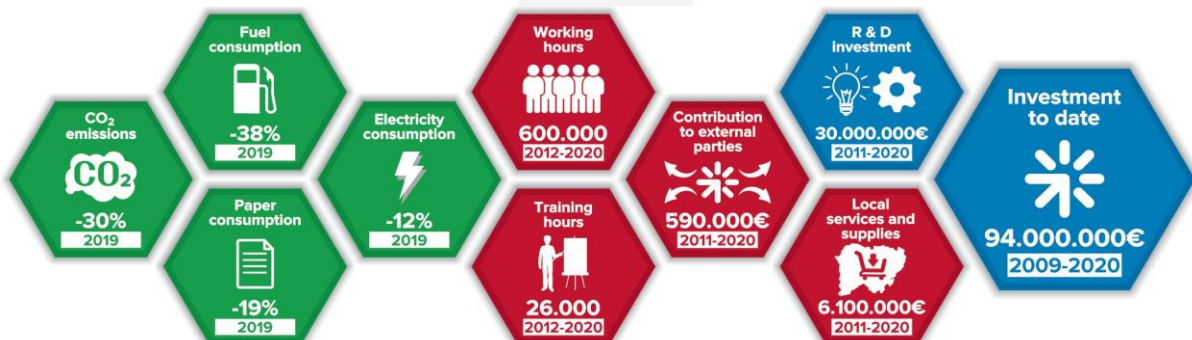 CO₂
emissions
CO₂
-30%
2019
Fuel
consumption
-38%
2019
Paper
consumption
-19%
2019
Electricity
consumption
-12%
2019
Working
hours
600.000
2012-2020
Training
hours
26.000
2012-2020
Contribution
to external
parties
590.000€
2011-2020
R & D
investment
30.000.000€
2011-2020
Local
services and
supplies
6.100.000€
2011-2020
Investment
to date
94.000.000€
2009-2020